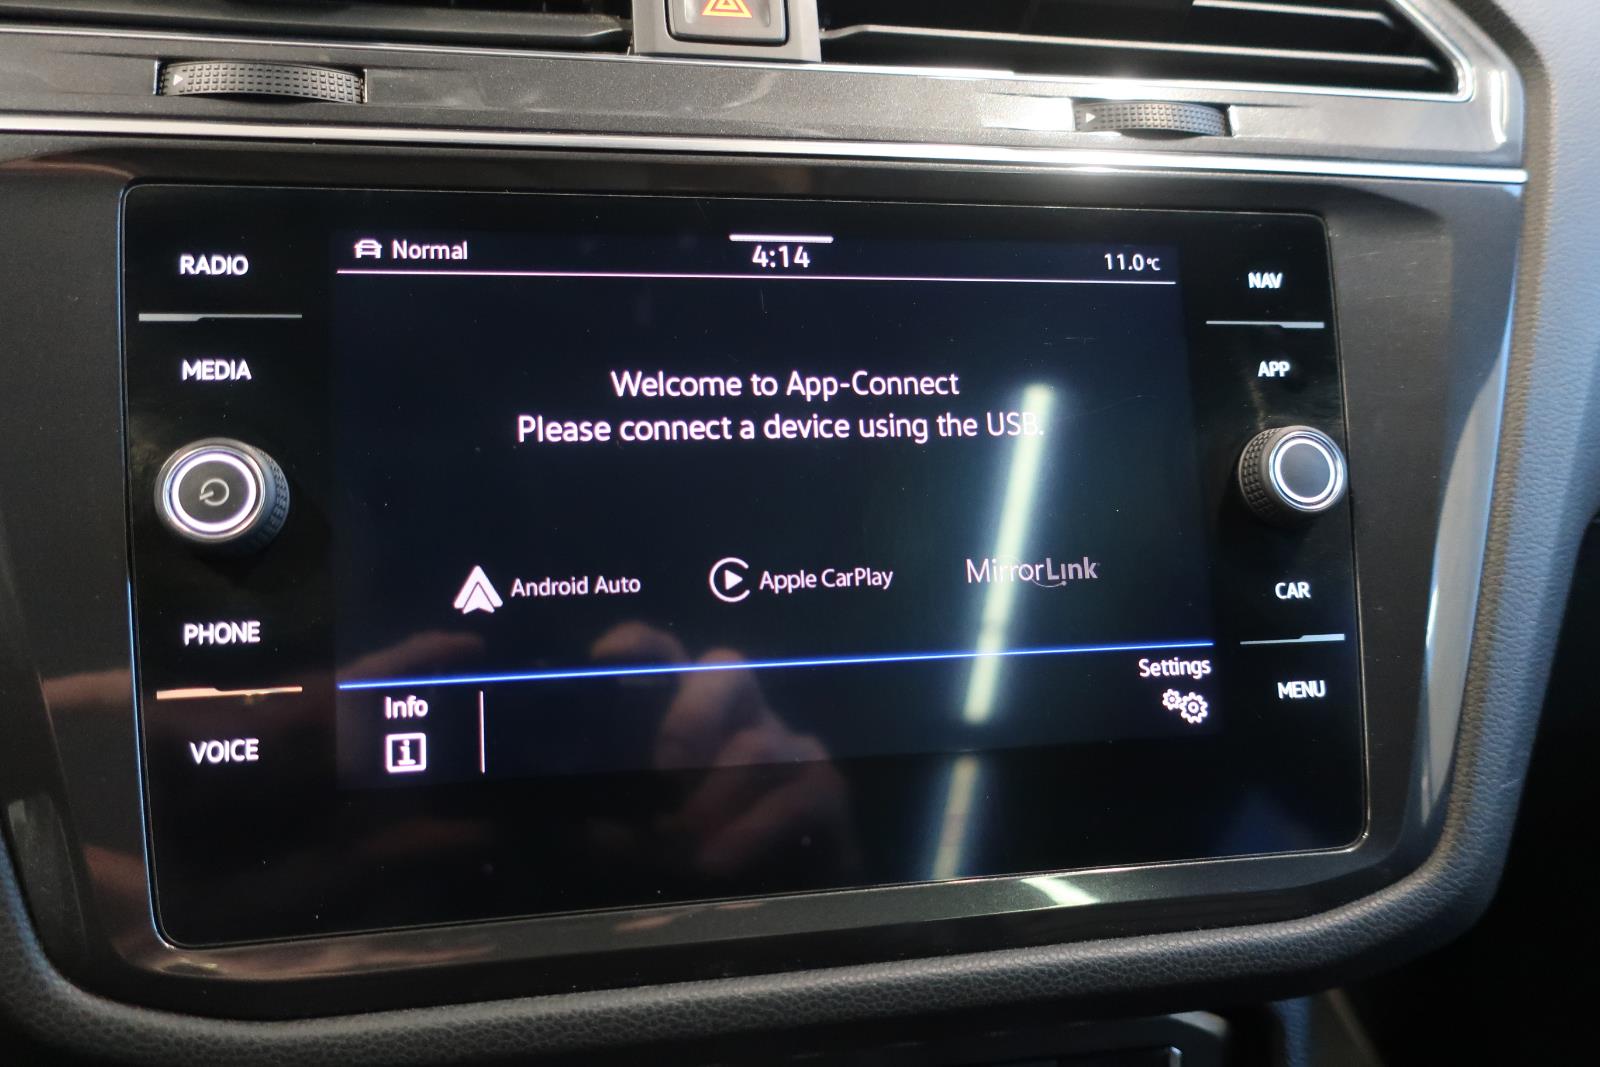 RADIO
MEDIA
PHONE
VOICE
Normal
4:14
11.0°C
Welcome to App-Connect
Please connect a device using the USB.
Android Auto
Apple CarPlay
MirrorLink
Info
i
Settings
NAV
APP
CAR
MENU